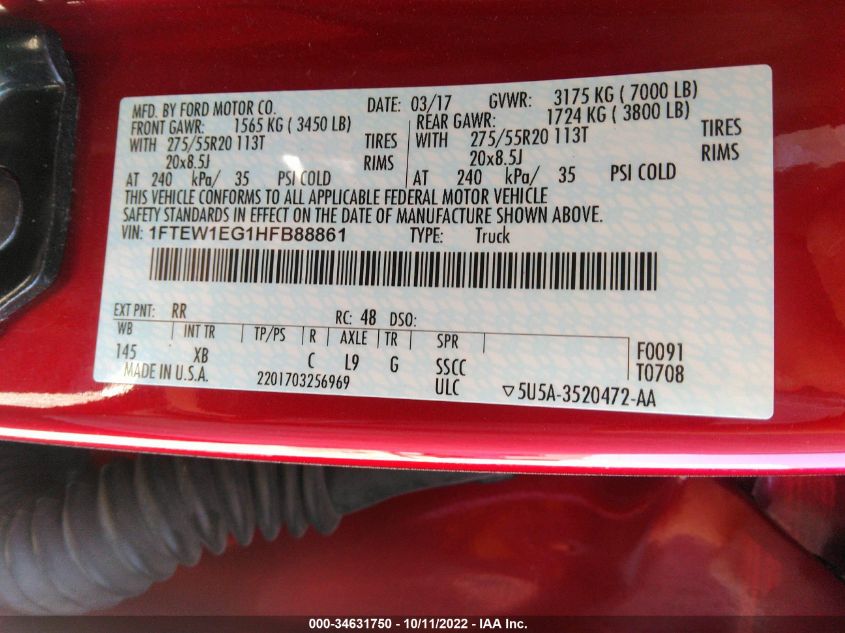 MFD. BY FORD MOTOR CO. DATE: 03/17 GVWR: 3175 KG ( 7000 LB)
FRONT GAWR: 1565 KG ( 3450 LB) REAR GAWR: 1724 KG ( 3800 LB)
WITH 275/55R20 113T TIRES WITH 275/55R20 113T TIRES
20x8.5J RIMS 20x8.5J RIMS
AT 240 kPa/ 35 PSI COLD AT 240 kPa/ 35 PSI COLD
THIS VEHICLE CONFORMS TO ALL APPLICABLE FEDERAL MOTOR VEHICLE
SAFETY STANDARDS IN EFFECT ON THE DATE OF MANUFACTURE SHOWN ABOVE.
VIN: 1FTEW1EG1HFB88861 TYPE: Truck
EXT PNT: RR RC: 48 DSO:
WB INT TR TP/PS R AXLE TR SPR
145 XB C L9 G SSCC F0091
MADE IN U.S.A. 2201703256969 ULC T0708
▽5U5A-3520472-AA
000-34631750 - 10/11/2022 - IAA Inc.